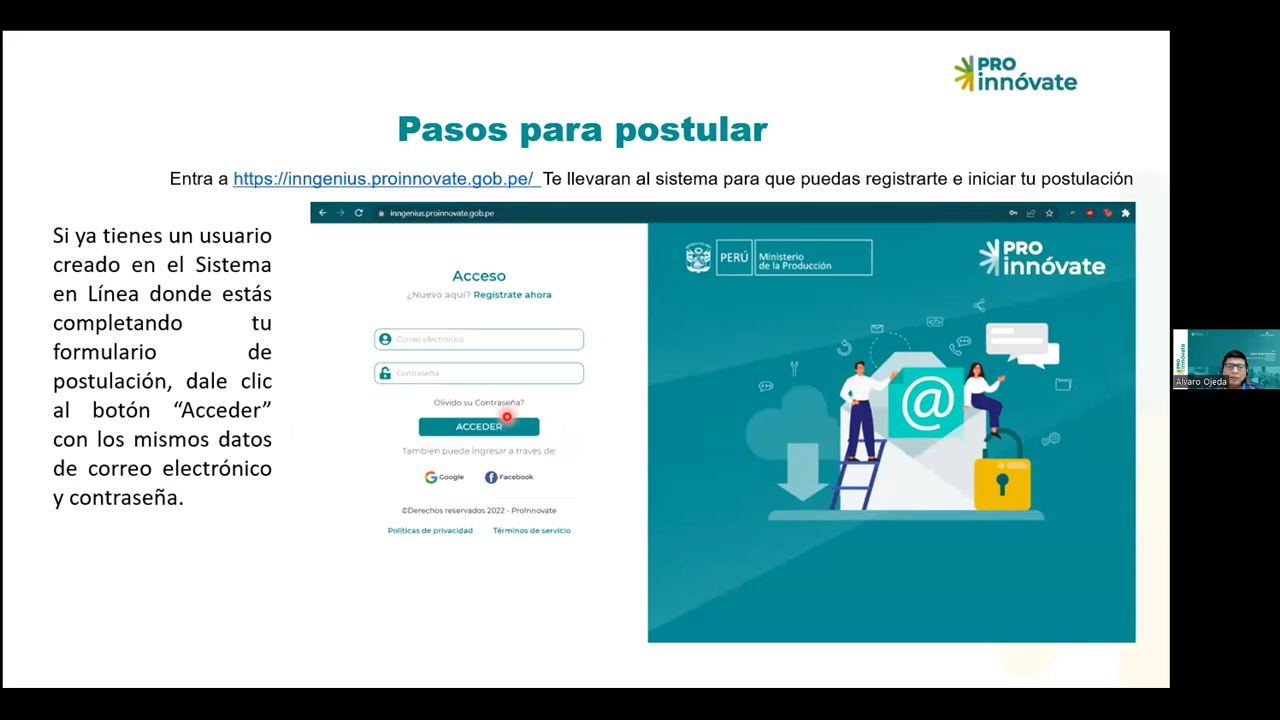 PRO
innóvate
Pasos para postular
Entra a https://inngenius.proinnovate.gob.pe/ Te llevaran al sistema para que puedas registrarte e iniciar tu postulación
Si ya tienes un usuario
creado en el Sistema
en Línea donde estás
completando tu
formulario de
postulación, dale clic
al botón “Acceder”
con los mismos datos
de correo electrónico
y contraseña.
inngenius.proinnovate.gob.pe
Acceso
¿Nuevo aquí? Regístrate ahora
Correo electrónico
Contraseña
Olivido su Contraseña?
ACCEDER
También puede ingresar a través de:
Google Facebook
©Derechos reservados 2022 - ProInnovate
Políticas de privacidad Términos de servicio
PERÚ
Ministerio
de la Producción
PRO
innóvate
@
Alvaro Ojeda